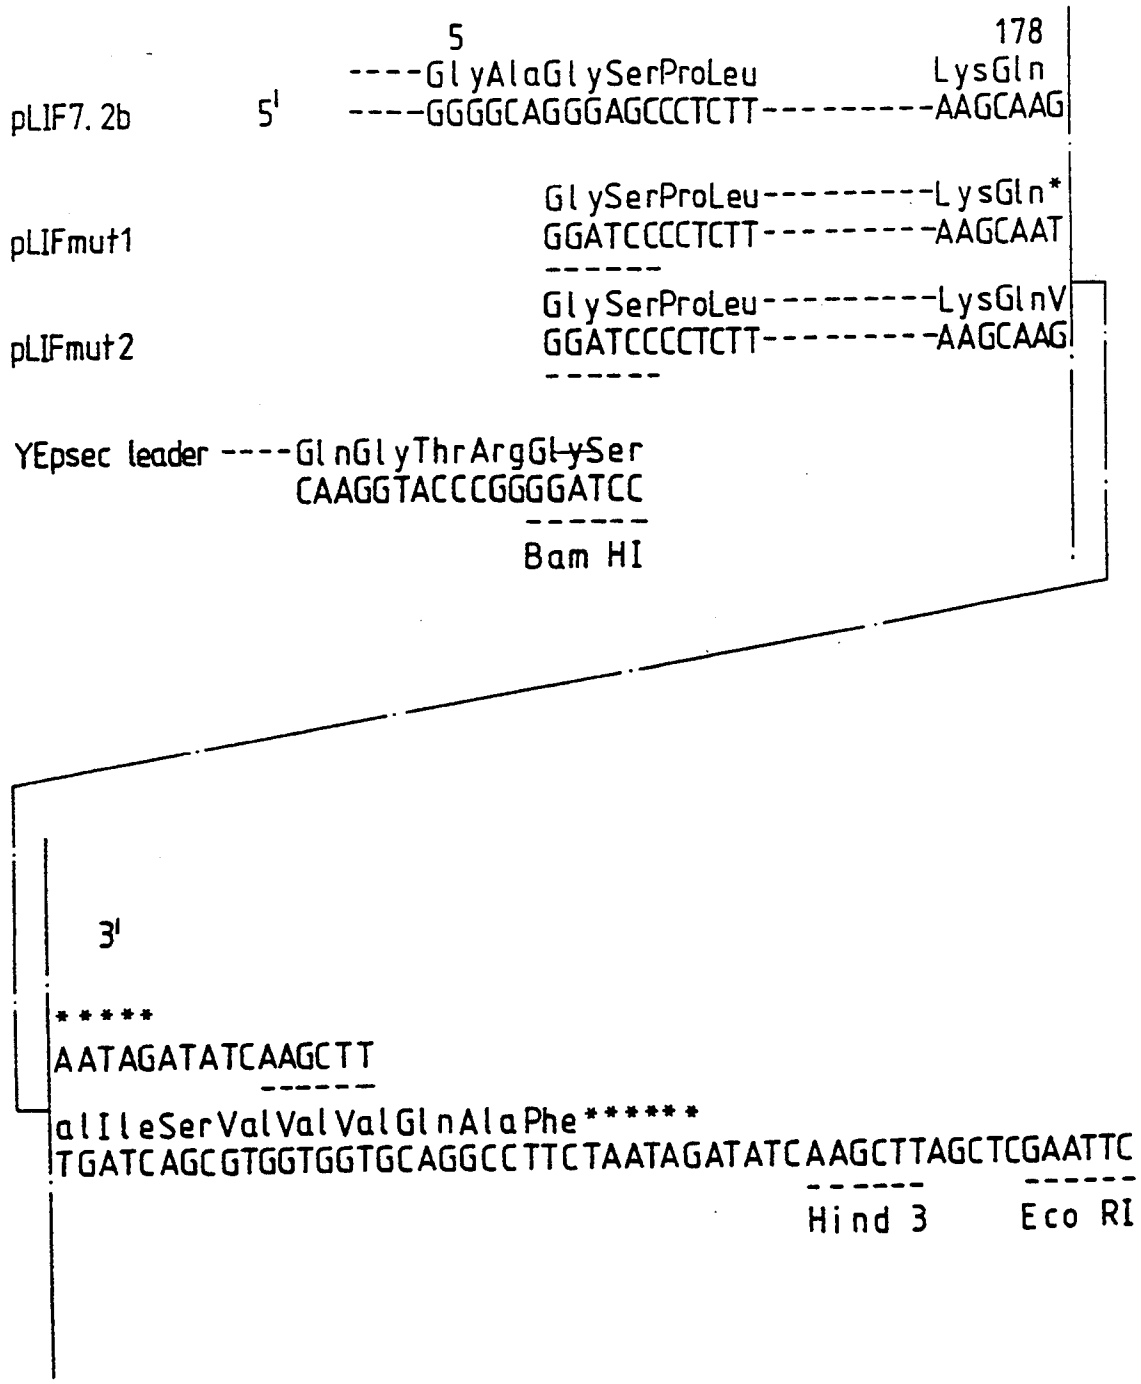 5 178
----GlyAlaGlySerProLeu LysGln
pLIF7.2b 5' ----GGGGCAGGGAGCCCTCTT---------AAGCAAG
GlySerProLeu---------LysGln*
pLIFmut1 GGATCCCCTCTT---------AAGCAAT
------
GlySerProLeu---------LysGlnV
pLIFmut2 GGATCCCCTCTT---------AAGCAAG
------
YEpsec leader ----GlnGlyThrArgGlySer
CAAGGTACCCGGGGATCC
------
Bam HI
3'
*****
AATAGATATCAAGCTT
------
alIleSerValValValGlnAlaPhe******
TGATCAGCGTGGTGGTGCAGGCCTTCTAATAGATATCAAGCTTAGCTCGAATTC
------ ------
Hind 3 Eco RI